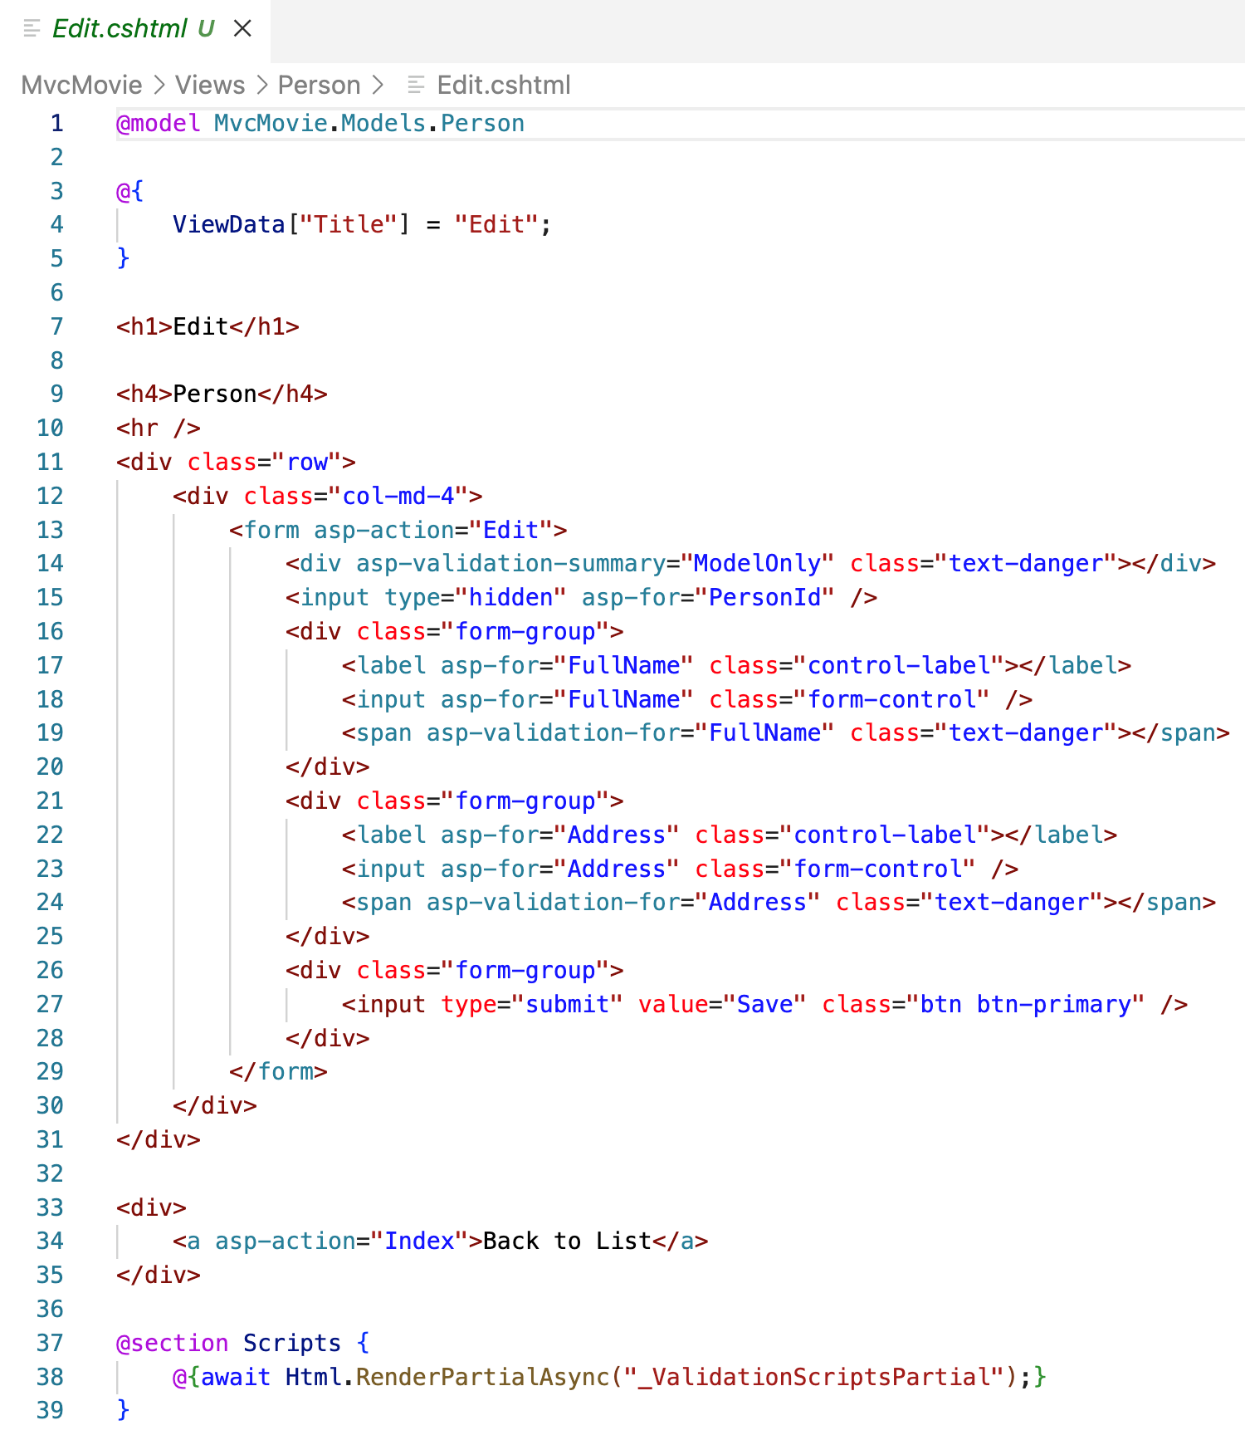 Edit.cshtml U
MvcMovie > Views > Person > Edit.cshtml
1 @model MvcMovie.Models.Person
2
3 @{
4     ViewData["Title"] = "Edit";
5 }
6
7 <h1>Edit</h1>
8
9 <h4>Person</h4>
10 <hr />
11 <div class="row">
12     <div class="col-md-4">
13         <form asp-action="Edit">
14             <div asp-validation-summary="ModelOnly" class="text-danger"></div>
15             <input type="hidden" asp-for="PersonId" />
16             <div class="form-group">
17                 <label asp-for="FullName" class="control-label"></label>
18                 <input asp-for="FullName" class="form-control" />
19                 <span asp-validation-for="FullName" class="text-danger"></span>
20             </div>
21             <div class="form-group">
22                 <label asp-for="Address" class="control-label"></label>
23                 <input asp-for="Address" class="form-control" />
24                 <span asp-validation-for="Address" class="text-danger"></span>
25             </div>
26             <div class="form-group">
27                 <input type="submit" value="Save" class="btn btn-primary" />
28             </div>
29         </form>
30     </div>
31 </div>
32
33 <div>
34     <a asp-action="Index">Back to List</a>
35 </div>
36
37 @section Scripts {
38     @{await Html.RenderPartialAsync("_ValidationScriptsPartial");}
39 }